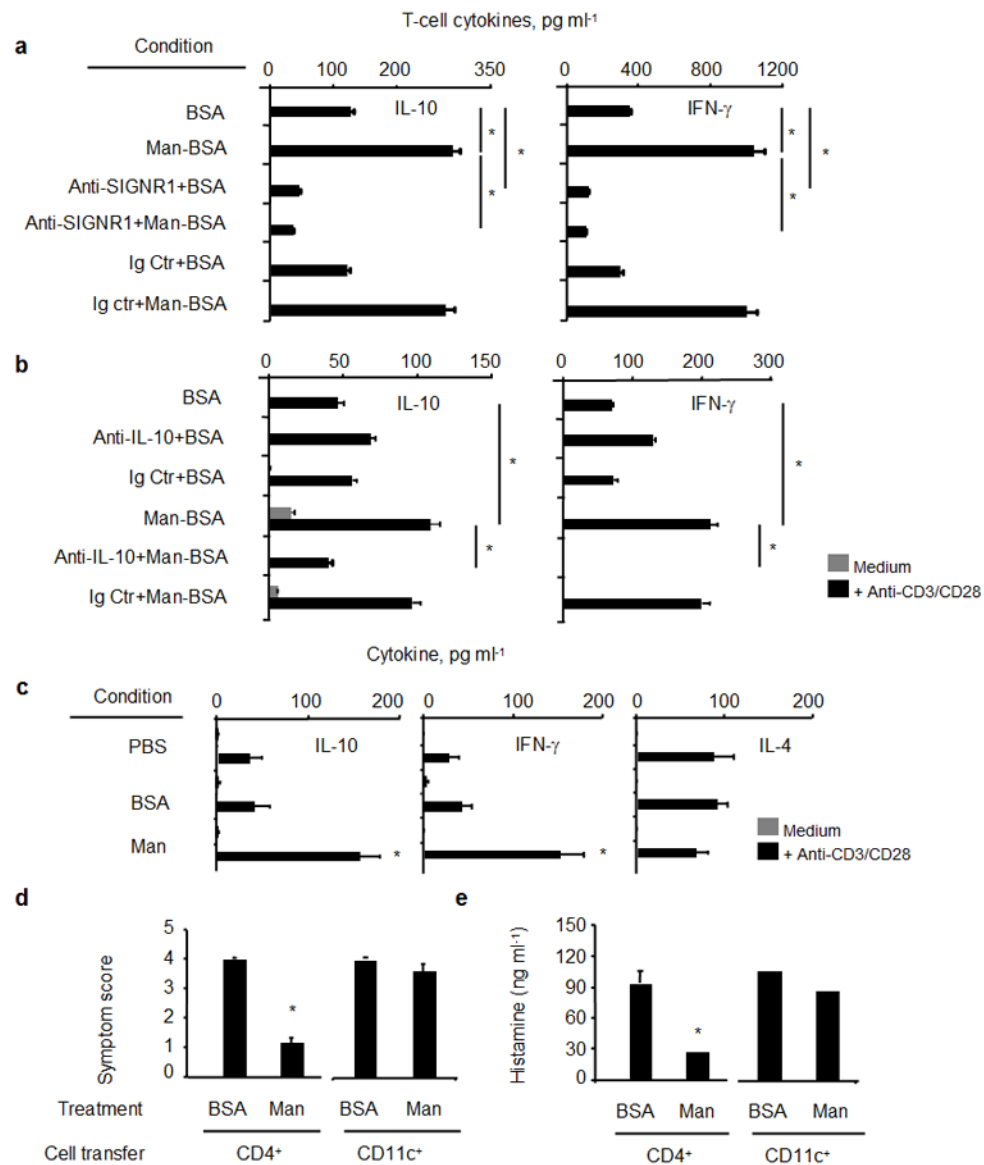 T-cell cytokines, pg ml-1
a
Condition
0 100 200 350
0 400 800 1200
IL-10
IFN-γ
BSA
Man-BSA
Anti-SIGNR1+BSA
Anti-SIGNR1+Man-BSA
Ig Ctr+BSA
Ig ctr+Man-BSA
* * *
* * *
b
0 50 100 150
0 100 200 300
IL-10
IFN-γ
BSA
Anti-IL-10+BSA
Ig Ctr+BSA
Man-BSA
Anti-IL-10+Man-BSA
Ig Ctr+Man-BSA
* *
* *
Medium
+ Anti-CD3/CD28
Cytokine, pg ml-1
c
Condition
0 100 200
0 100 200
0 100 200
IL-10
IFN-γ
IL-4
PBS
BSA
Man
* *
Medium
+ Anti-CD3/CD28
d
Symptom score
5
4
3
2
1
0
*
Treatment
BSA Man BSA Man
Cell transfer
CD4+ CD11c+
e
Histamine (ng ml-1)
150
120
90
60
30
0
*
BSA Man BSA Man
CD4+ CD11c+